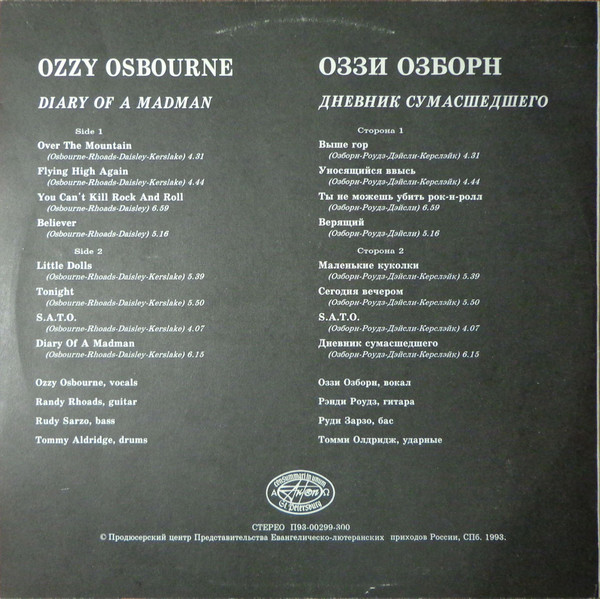 OZZY OSBOURNE
DIARY OF A MADMAN
Side 1
Over The Mountain
(Osbourne-Rhoads-Daisley-Kerslake) 4.31
Flying High Again
(Osbourne-Rhoads-Daisley-Kerslake) 4.44
You Can't Kill Rock And Roll
(Osbourne-Rhoads-Daisley) 6.59
Believer
(Osbourne-Rhoads-Daisley) 5.16
Side 2
Little Dolls
(Osbourne-Rhoads-Daisley-Kerslake) 5.39
Tonight
(Osbourne-Rhoads-Daisley-Kerslake) 5.50
S.A.T.O.
(Osbourne-Rhoads-Daisley-Kerslake) 4.07
Diary Of A Madman
(Osbourne-Rhoads-Daisley-Kerslake) 6.15
Ozzy Osbourne, vocals
Randy Rhoads, guitar
Rudy Sarzo, bass
Tommy Aldridge, drums
ОЗЗИ ОЗБОРН
ДНЕВНИК СУМАСШЕДШЕГО
Сторона 1
Выше гор
(Озборн-Роудз-Дэйсли-Керслэйк) 4.31
Уносящийся ввысь
(Озборн-Роудз-Дэйсли-Керслэйк) 4.44
Ты не можешь убить рок-н-ролл
(Озборн-Роудз-Дэйсли) 6.59
Верящий
(Озборн-Роудз-Дэйсли) 5.16
Сторона 2
Маленькие куколки
(Озборн-Роудз-Дэйсли-Керслэйк) 5.39
Сегодня вечером
(Озборн-Роудз-Дэйсли-Керслэйк) 5.50
S.A.T.O.
(Озборн-Роудз-Дэйсли-Керслэйк) 4.07
Дневник сумасшедшего
(Озборн-Роудз-Дэйсли-Керслэйк) 6.15
Оззи Озборн, вокал
Рэнди Роудз, гитара
Руди Зарзо, бас
Томми Олдридж, ударные
consummati in unum
А Антоп Ω
St. Petersburg
СТЕРЕО П93-00299-300
© Продюсерский центр Представительства Евангелическо-лютеранских приходов России, СПб. 1993.